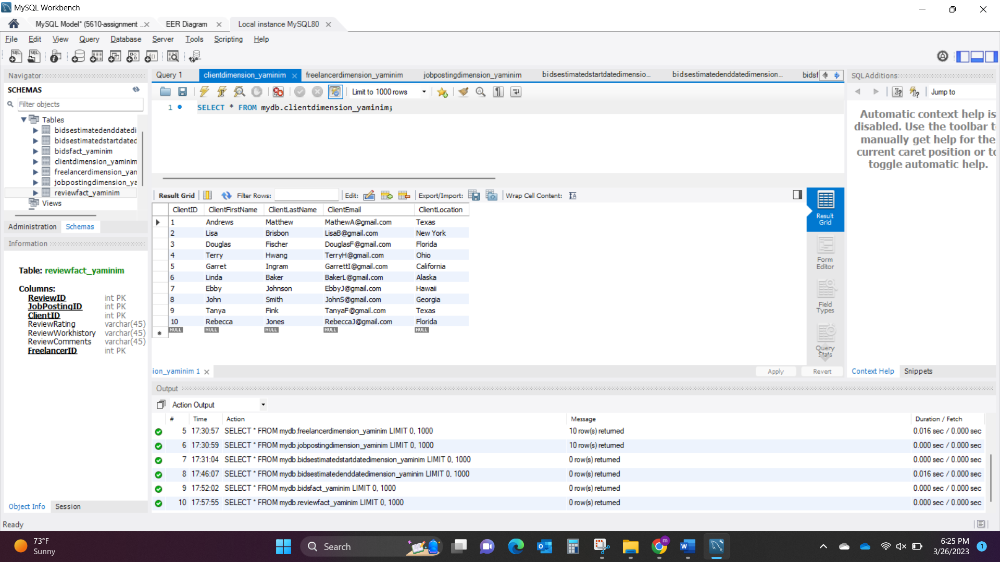 MySQL Workbench
MySQL Model* (5610-assignment ...
EER Diagram
Local instance MySQL80
File Edit View Query Database Server Tools Scripting Help
Navigator
SCHEMAS
Filter objects
Tables
bidsestimatedenddatedi
bidsestimatedstartdatec
bidsfact_yaminim
clientdimension_yaminim
freelancerdimension_yan
jobpostingdimension_ya
reviewfact_yaminim
Views
Administration Schemas
Information
Table: reviewfact_yaminim
Columns:
ReviewID int PK
JobPostingID int PK
ClientID int PK
ReviewRating varchar(45)
ReviewWorkhistory varchar(45)
ReviewComments varchar(45)
FreelancerID int PK
Object Info Session
Ready
Query 1 clientdimension_yaminim freelancerdimension_yaminim jobpostingdimension_yaminim bidsestimatedstartdatedimensio... bidsestimatedenddatedimension... bidsf
Limit to 1000 rows
1 SELECT * FROM mydb.clientdimension_yaminim;
Result Grid Filter Rows: Edit: Export/Import: Wrap Cell Content:
ClientID ClientFirstName ClientLastName ClientEmail ClientLocation
1 Andrews Matthew MathewA@gmail.com Texas
2 Lisa Brisbon LisaB@gmail.com New York
3 Douglas Fischer DouglasF@gmail.com Florida
4 Terry Hwang TerryH@gmail.com Ohio
5 Garret Ingram GarrettI@gmail.com California
6 Linda Baker BakerL@gmail.com Alaska
7 Ebby Johnson EbbyJ@gmail.com Hawaii
8 John Smith JohnS@gmail.com Georgia
9 Tanya Fink TanyaF@gmail.com Texas
10 Rebecca Jones RebeccaJ@gmail.com Florida
NULL NULL NULL NULL NULL
Result
Grid
Form
Editor
Field
Types
Query
Stats
ion_yaminim 1
Apply Revert
SQLAdditions
Jump to
Automatic context help is
disabled. Use the toolbar t
manually get help for the
current caret position or to
toggle automatic help.
Context Help Snippets
Output
Action Output
# Time Action Message Duration / Fetch
5 17:30:57 SELECT * FROM mydb.freelancerdimension_yaminim LIMIT 0, 1000 10 row(s) returned 0.016 sec / 0.000 sec
6 17:30:59 SELECT * FROM mydb.jobpostingdimension_yaminim LIMIT 0, 1000 10 row(s) returned 0.000 sec / 0.000 sec
7 17:31:04 SELECT * FROM mydb.bidsestimatedstartdatedimension_yaminim LIMIT 0, 1000 0 row(s) returned 0.000 sec / 0.000 sec
8 17:46:07 SELECT * FROM mydb.bidsestimatedenddatedimension_yaminim LIMIT 0, 1000 0 row(s) returned 0.016 sec / 0.000 sec
9 17:52:02 SELECT * FROM mydb.bidsfact_yaminim LIMIT 0, 1000 0 row(s) returned 0.000 sec / 0.000 sec
10 17:57:55 SELECT * FROM mydb.reviewfact_yaminim LIMIT 0, 1000 0 row(s) returned 0.000 sec / 0.000 sec
73°F
Sunny
Search
6:25 PM
3/26/2023
1